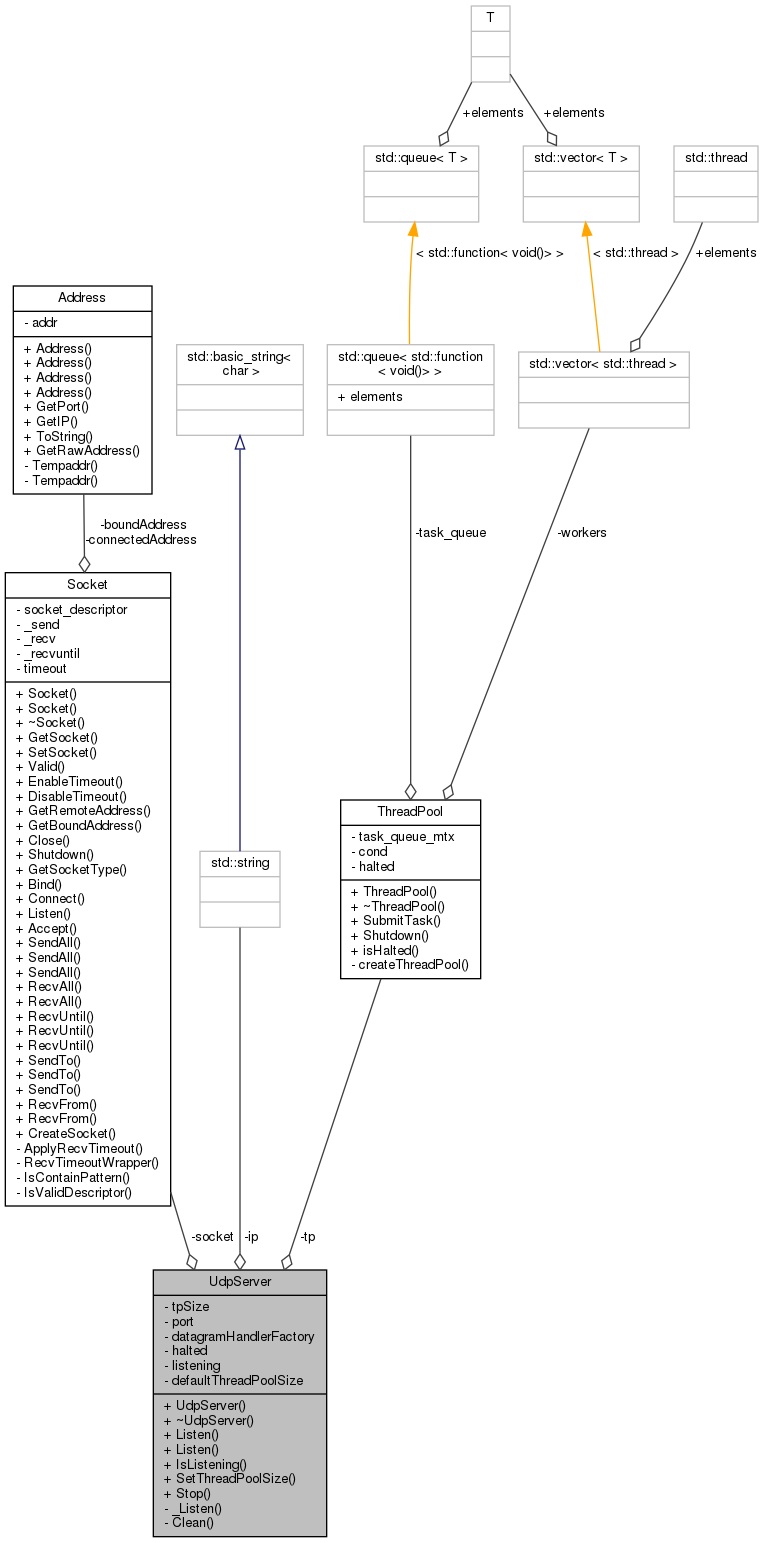 T
+elements
+elements
std::queue< T >
std::vector< T >
std::thread
< std::function< void()> >
< std::thread >
+elements
Address
- addr
+ Address()
+ Address()
+ Address()
+ Address()
+ GetPort()
+ GetIP()
+ ToString()
+ GetRawAddress()
- Tempaddr()
- Tempaddr()
std::basic_string<
char >
std::queue< std::function
< void()> >
+ elements
std::vector< std::thread >
-boundAddress
-connectedAddress
-task_queue
-workers
Socket
- socket_descriptor
- _send
- _recv
- _recvuntil
- timeout
+ Socket()
+ Socket()
+ ~Socket()
+ GetSocket()
+ SetSocket()
+ Valid()
+ EnableTimeout()
+ DisableTimeout()
+ GetRemoteAddress()
+ GetBoundAddress()
+ Close()
+ Shutdown()
+ GetSocketType()
+ Bind()
+ Connect()
+ Listen()
+ Accept()
+ SendAll()
+ SendAll()
+ SendAll()
+ RecvAll()
+ RecvAll()
+ RecvUntil()
+ RecvUntil()
+ RecvUntil()
+ SendTo()
+ SendTo()
+ SendTo()
+ RecvFrom()
+ RecvFrom()
+ CreateSocket()
- ApplyRecvTimeout()
- RecvTimeoutWrapper()
- IsContainPattern()
- IsValidDescriptor()
std::string
ThreadPool
- task_queue_mtx
- cond
- halted
+ ThreadPool()
+ ~ThreadPool()
+ SubmitTask()
+ Shutdown()
+ isHalted()
- createThreadPool()
-socket
-ip
-tp
UdpServer
- tpSize
- port
- datagramHandlerFactory
- halted
- listening
- defaultThreadPoolSize
+ UdpServer()
+ ~UdpServer()
+ Listen()
+ Listen()
+ IsListening()
+ SetThreadPoolSize()
+ Stop()
- _Listen()
- Clean()